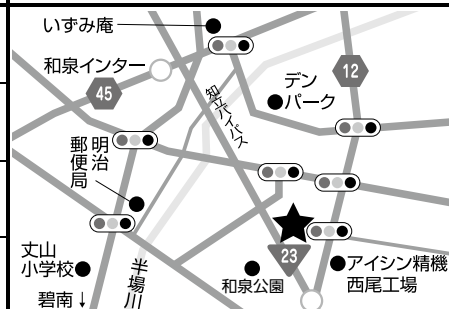 いずみ庵
和泉インター
45
知立バイパス
デン
パーク
12
明治
郵便局
丈山
小学校
碧南↓
半場川
23
和泉公園
アイシン精機
西尾工場